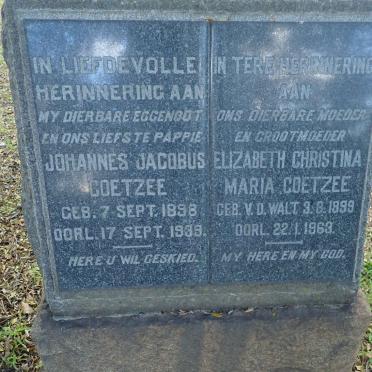 IN LIEFDEVOLLE
HERINNERING AAN
MY DIERBARE EGGENOOT
EN ONS LIEFSTE PAPPIE
JOHANNES JACOBUS
COETZEE
GEB. 7 SEPT. 1898
OORL. 17 SEPT. 1939.
HERE U WIL GESKIED.
IN TERE HERINNERING
AAN
ONS DIERBARE MOEDER
EN GROOTMOEDER
ELIZABETH CHRISTINA
MARIA COETZEE
GEB. V.D. WALT 3.6.1899
OORL. 22.1.1963.
MY HERE EN MY GOD.